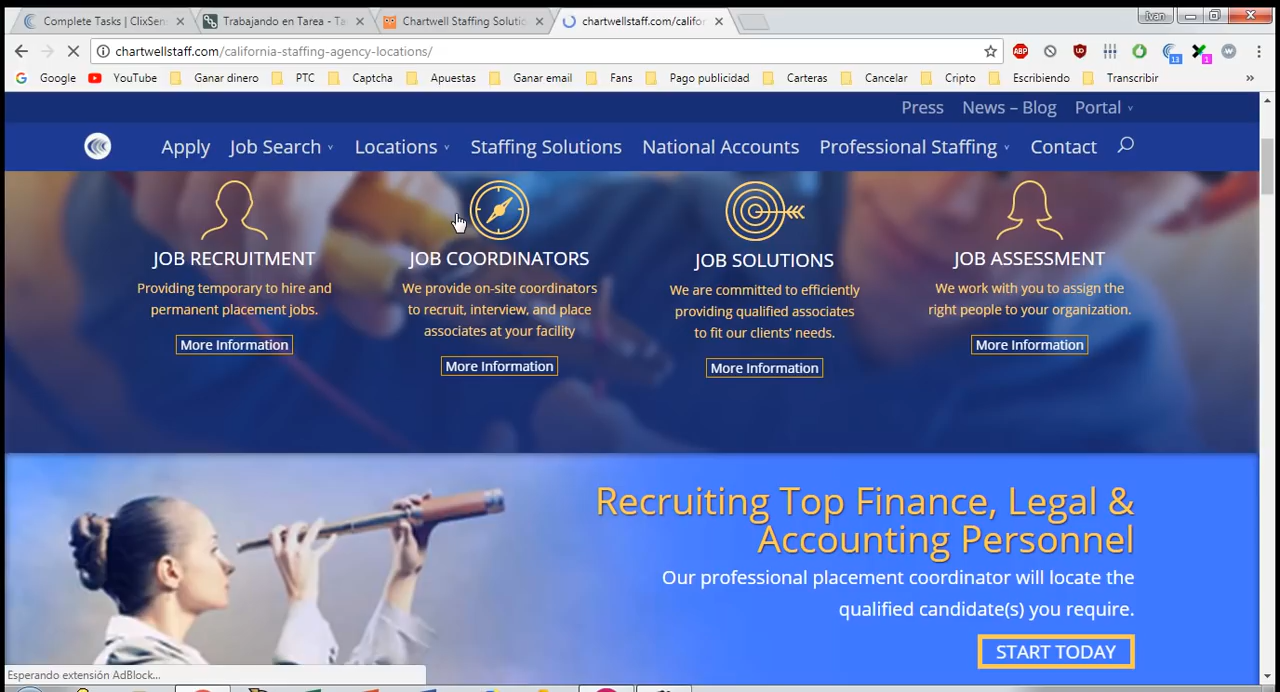 Complete Tasks | ClixSens
Trabajando en Tarea - Ta
Chartwell Staffing Solutio
chartwellstaff.com/califor
Ivan
chartwellstaff.com/california-staffing-agency-locations/
ABP
13
1
W
Google YouTube Ganar dinero PTC Captcha Apuestas Ganar email Fans Pago publicidad Carteras Cancelar Cripto Escribiendo Transcribir »
Press News – Blog Portal
Apply Job Search Locations Staffing Solutions National Accounts Professional Staffing Contact
JOB RECRUITMENT
Providing temporary to hire and
permanent placement jobs.
More Information
JOB COORDINATORS
We provide on-site coordinators
to recruit, interview, and place
associates at your facility
More Information
JOB SOLUTIONS
We are committed to efficiently
providing qualified associates
to fit our clients' needs.
More Information
JOB ASSESSMENT
We work with you to assign the
right people to your organization.
More Information
Recruiting Top Finance, Legal &
Accounting Personnel
Our professional placement coordinator will locate the
qualified candidate(s) you require.
START TODAY
Esperando extensión AdBlock...